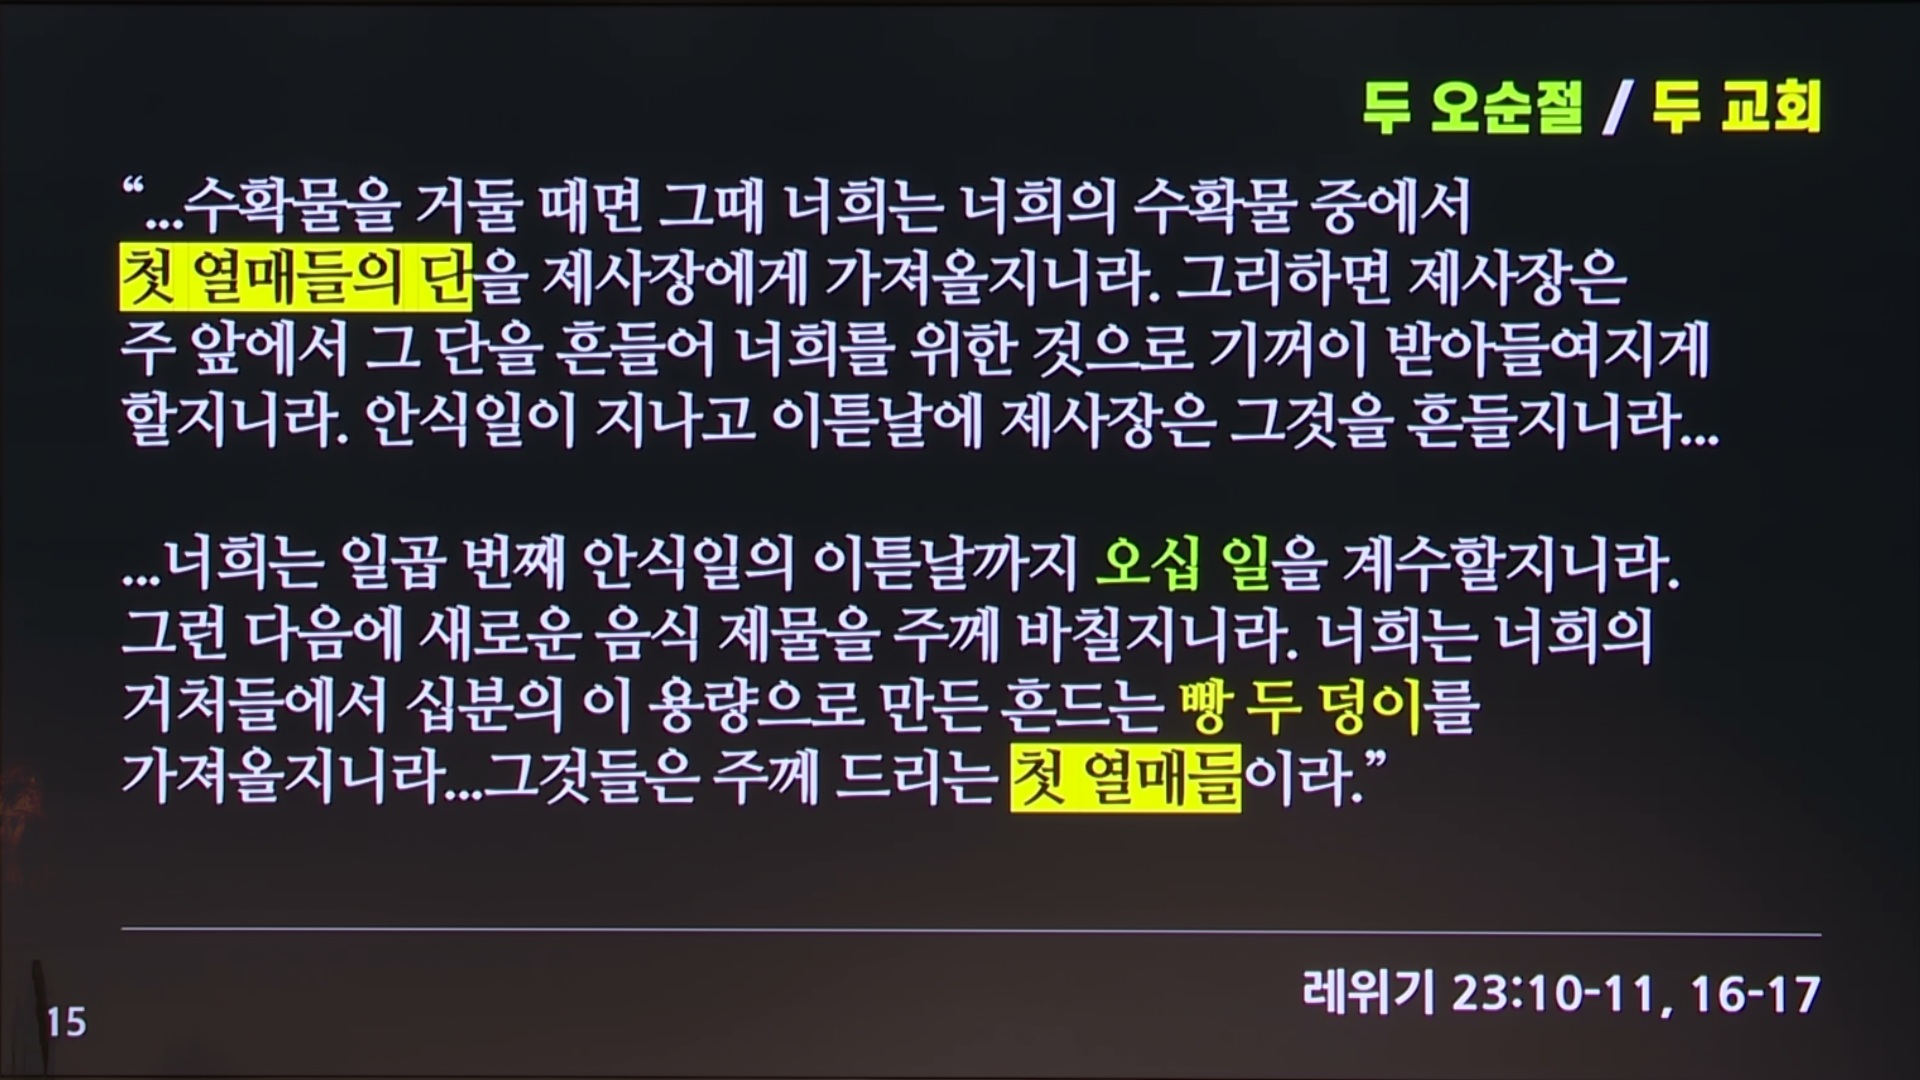 두 오순절 / 두 교회
“...수확물을 거둘 때면 그때 너희는 너희의 수확물 중에서
첫 열매들의 단을 제사장에게 가져올지니라. 그리하면 제사장은
주 앞에서 그 단을 흔들어 너희를 위한 것으로 기꺼이 받아들여지게
할지니라. 안식일이 지나고 이튿날에 제사장은 그것을 흔들지니라...
...너희는 일곱 번째 안식일의 이튿날까지 오십 일을 계수할지니라.
그런 다음에 새로운 음식 제물을 주께 바칠지니라. 너희는 너희의
거처들에서 십분의 이 용량으로 만든 흔드는 빵 두 덩이를
가져올지니라...그것들은 주께 드리는 첫 열매들이라.”
레위기 23:10-11, 16-17
15